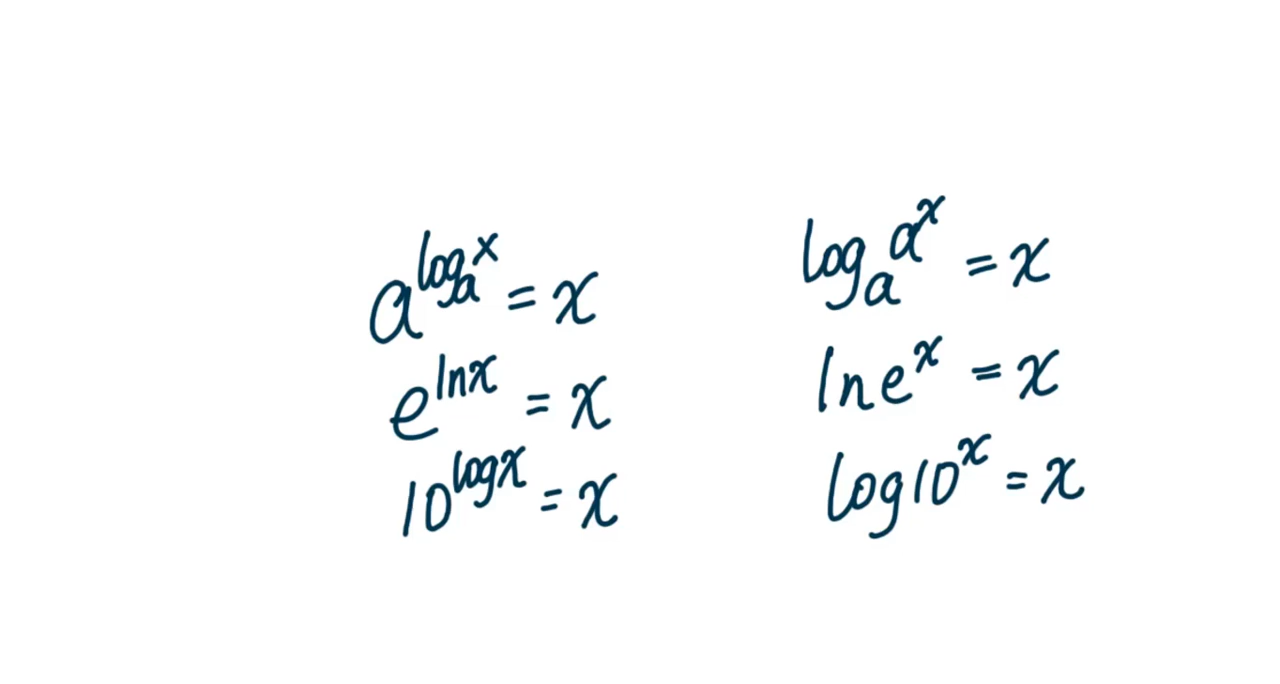 a^{log_a x} = x
log_a a^x = x
e^{ln x} = x
ln e^x = x
10^{log x} = x
log 10^x = x